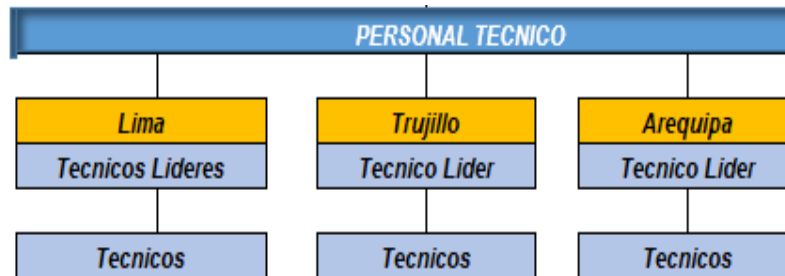 PERSONAL TECNICO
Lima
Trujillo
Arequipa
Tecnicos Lideres
Tecnico Lider
Tecnico Lider
Tecnicos
Tecnicos
Tecnicos